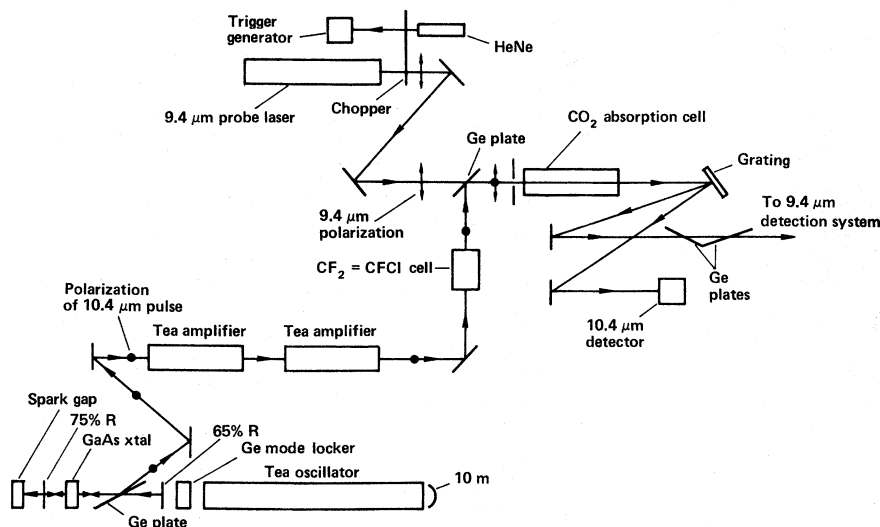 Trigger
generator
HeNe
Chopper
9.4 μm probe laser
CO2 absorption cell
Ge plate
Grating
9.4 μm
polarization
To 9.4 μm
detection system
CF2 = CFCl cell
Ge
plates
Polarization
of 10.4 μm pulse
10.4 μm
detector
Tea amplifier
Tea amplifier
Spark gap
75% R
GaAs xtal
65% R
Ge mode locker
Tea oscillator
10 m
Ge plate